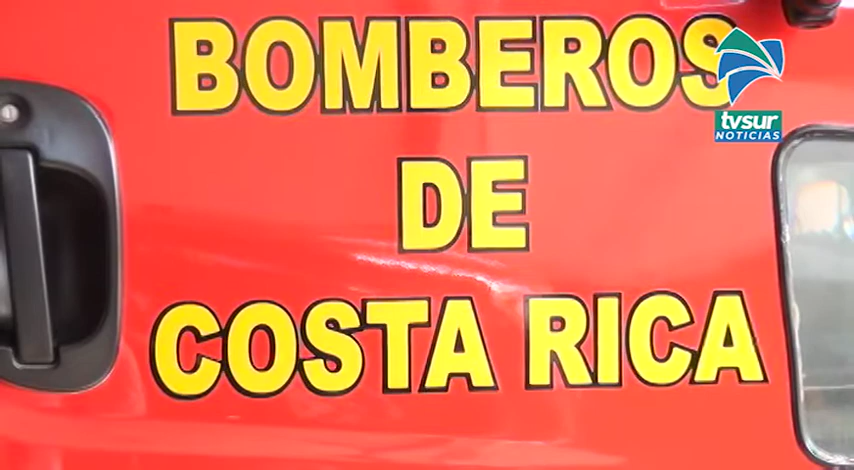 BOMBEROS
DE
COSTA RICA
tvsur
NOTICIAS